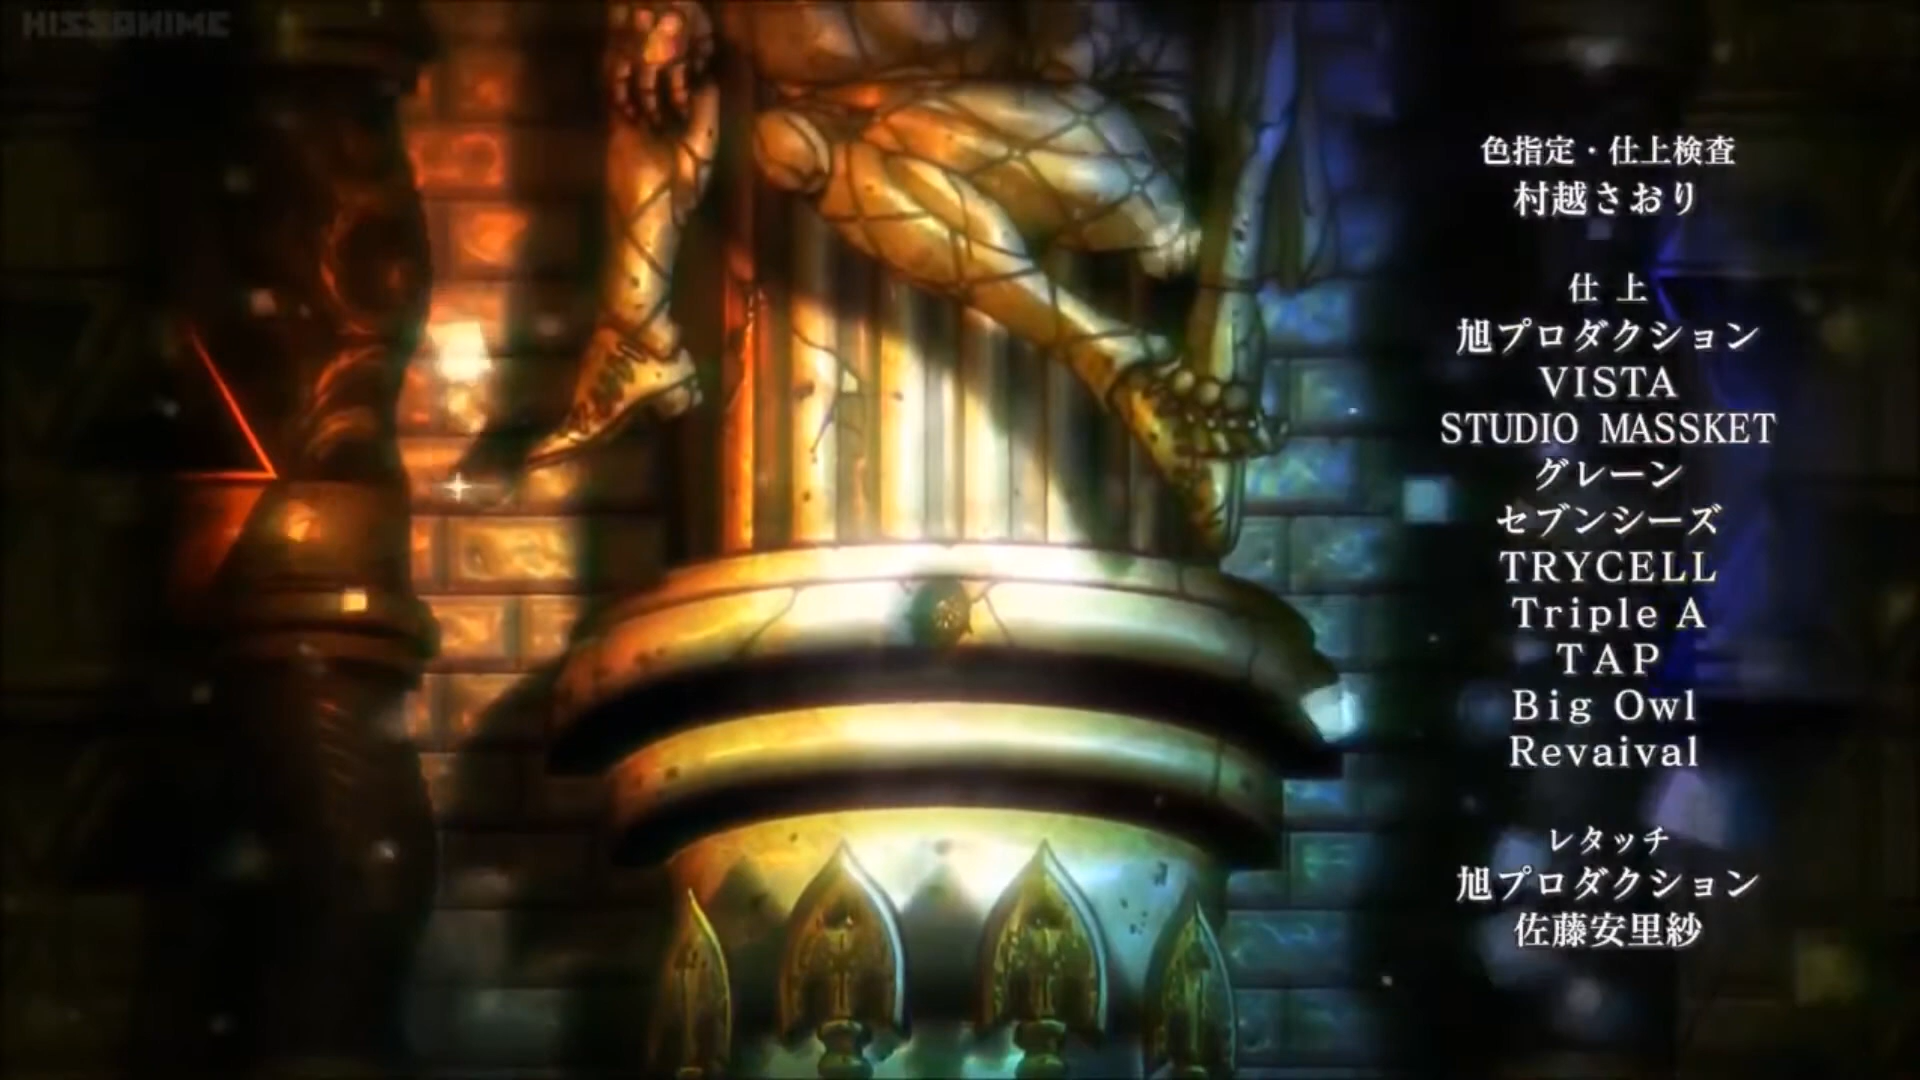 KISSANIME
色指定・仕上検査
村越さおり
仕 上
旭プロダクション
VISTA
STUDIO MASSKET
グレーン
セブンシーズ
TRYCELL
Triple A
TAP
Big Owl
Revaival
レタッチ
旭プロダクション
佐藤安里紗